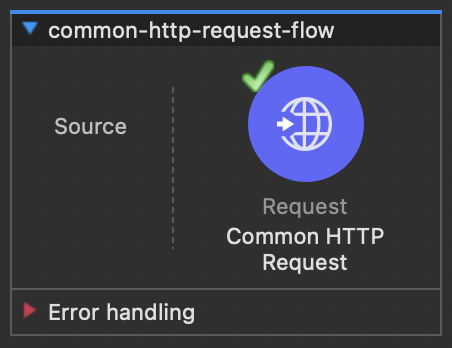 common-http-request-flow
Source
Request
Common HTTP
Request
Error handling